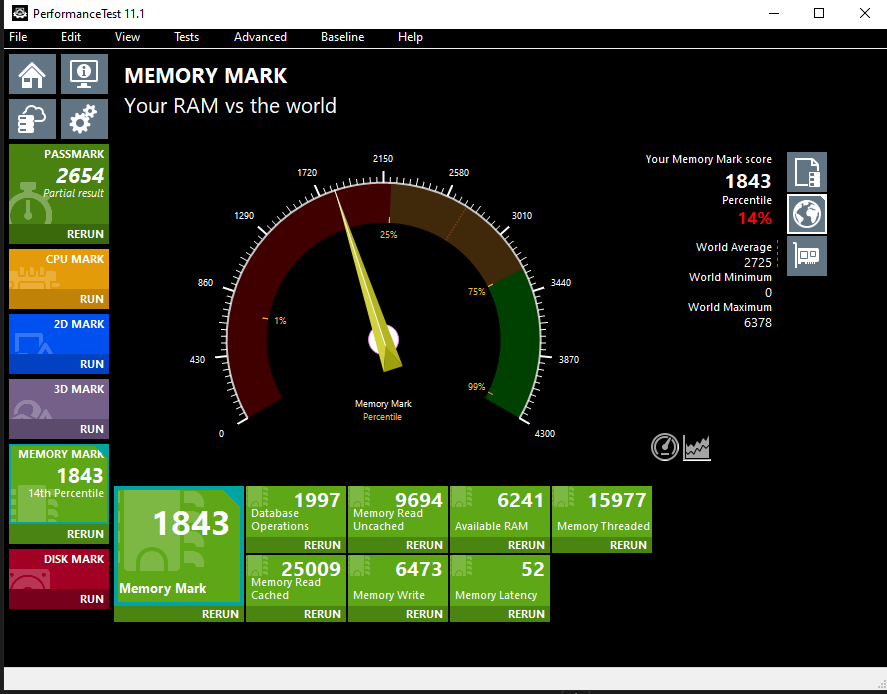 PerformanceTest 11.1
File Edit View Tests Advanced Baseline Help
MEMORY MARK
Your RAM vs the world
PASSMARK
2654
Partial result
RERUN
CPU MARK
RUN
2D MARK
RUN
3D MARK
RUN
MEMORY MARK
1843
14th Percentile
RERUN
DISK MARK
RUN
0
430
860
1290
1720
2150
2580
3010
3440
3870
4300
1%
25%
75%
99%
Memory Mark
Percentile
Your Memory Mark score
1843
Percentile
14%
World Average
2725
World Minimum
0
World Maximum
6378
1843
Memory Mark
RERUN
1997
Database
Operations
RERUN
9694
Memory Read
Uncached
RERUN
6241
Available RAM
RERUN
15977
Memory Threaded
RERUN
25009
Memory Read
Cached
RERUN
6473
Memory Write
RERUN
52
Memory Latency
RERUN